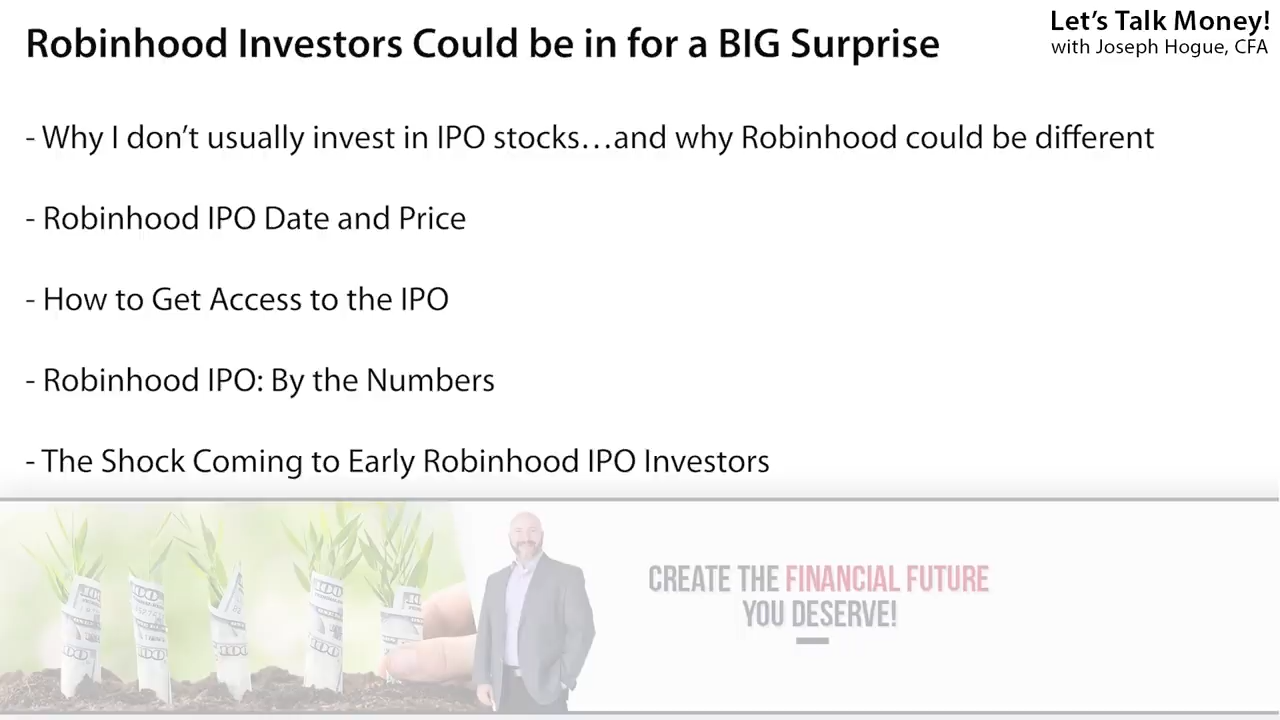 Robinhood Investors Could be in for a BIG Surprise
Let's Talk Money!
with Joseph Hogue, CFA
- Why I don't usually invest in IPO stocks…and why Robinhood could be different
- Robinhood IPO Date and Price
- How to Get Access to the IPO
- Robinhood IPO: By the Numbers
- The Shock Coming to Early Robinhood IPO Investors
CREATE THE FINANCIAL FUTURE
YOU DESERVE!